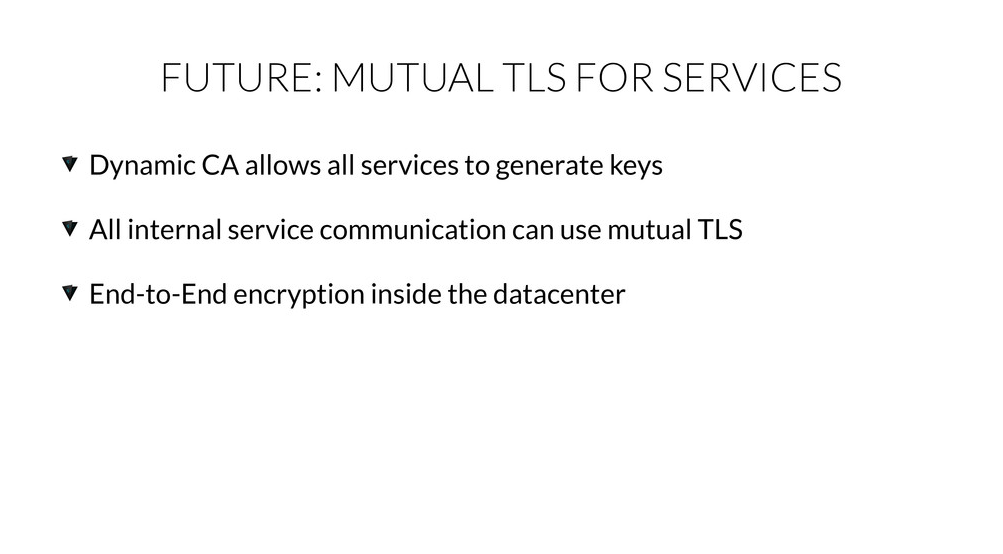 FUTURE: MUTUAL TLS FOR SERVICES
Dynamic CA allows all services to generate keys
All internal service communication can use mutual TLS
End-to-End encryption inside the datacenter